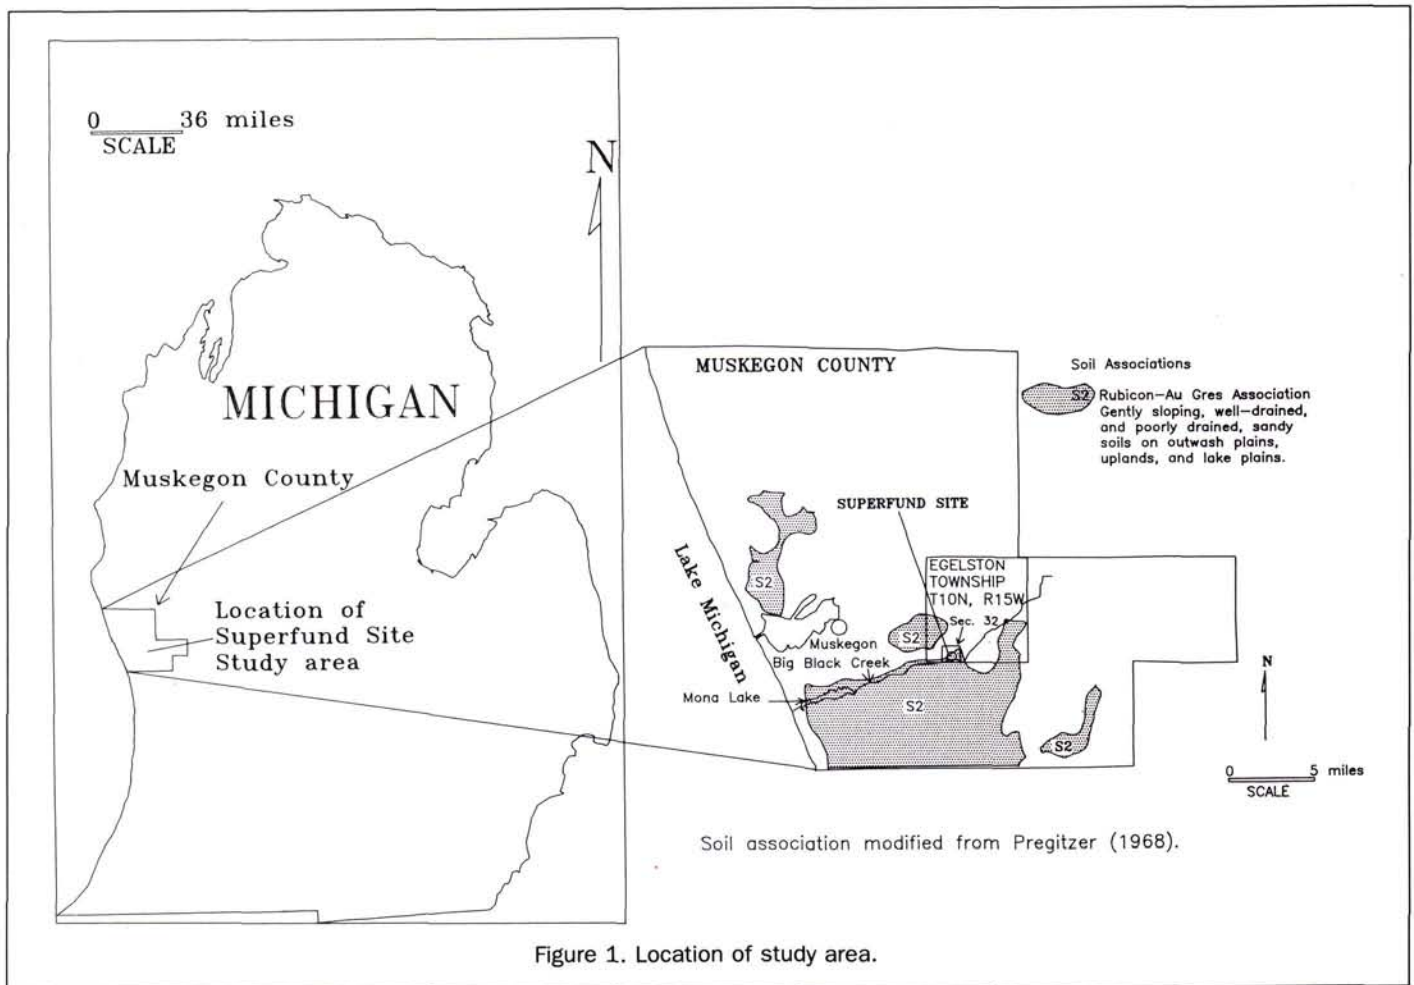 0 36 miles
SCALE
N
MICHIGAN
Muskegon County
Location of
Superfund Site
Study area
MUSKEGON COUNTY
Soil Associations
S2 Rubicon-Au Gres Association
Gently sloping, well-drained,
and poorly drained, sandy
soils on outwash plains,
uplands, and lake plains.
SUPERFUND SITE
Lake Michigan
S2
EGELSTON
TOWNSHIP
T10N, R15W
Sec. 32
S2
Muskegon
Big Black Creek
Mona Lake
S2
S2
N
0 5 miles
SCALE
Soil association modified from Pregitzer (1968).
Figure 1. Location of study area.